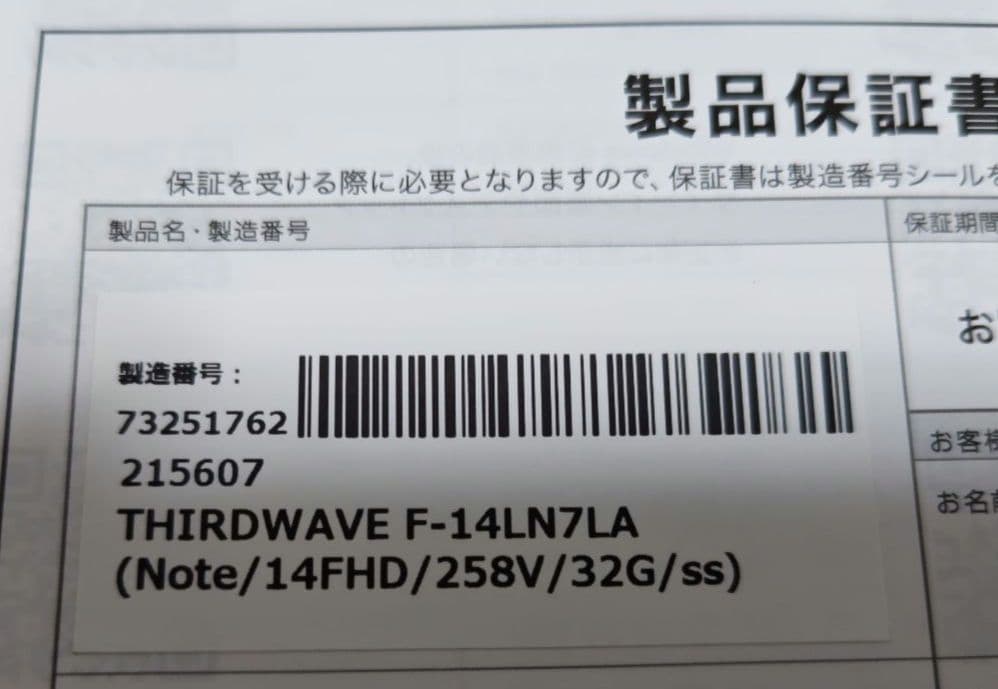 製品保証書
保証を受ける際に必要となりますので、保証書は製造番号シールを
製品名・製造番号
保証期間
製造番号：
73251762
215607
THIRDWAVE F-14LN7LA
(Note/14FHD/258V/32G/ss)
お
お客様
お名前